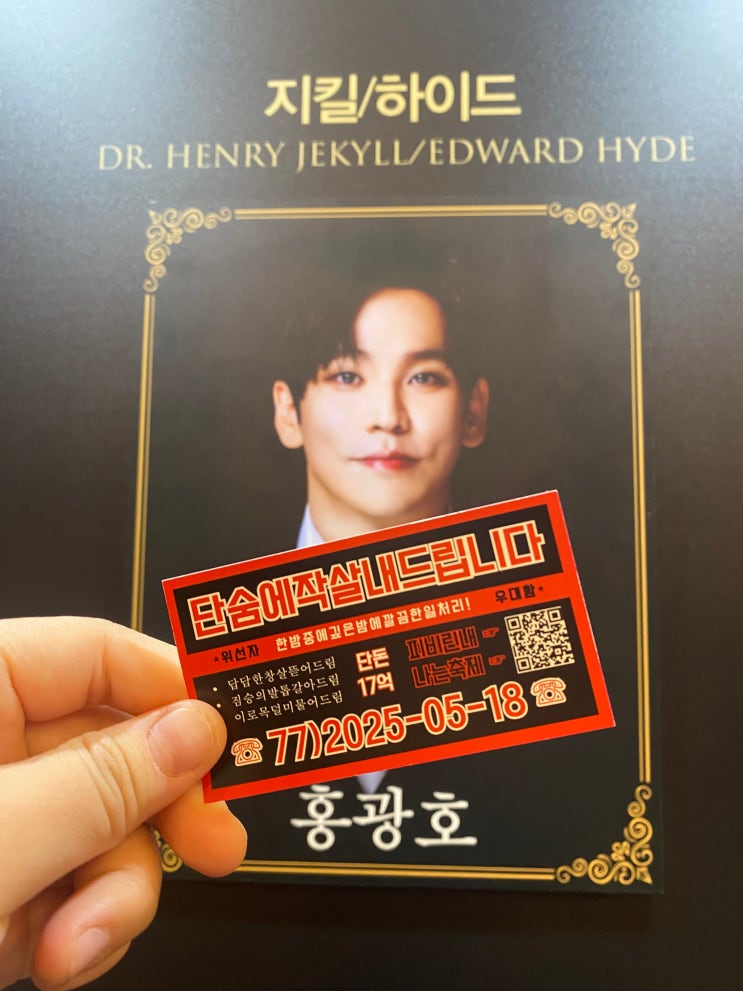 지킬/하이드
DR. HENRY JEKYLL/EDWARD HYDE
단숨에작살내드립니다
*위선자 한밤중에깊은밤에깔끔한일처리! 우대함*
• 답답한창살뜯어드림
• 짐승의발톱갈아드림
• 이로목덜미물어드림
단돈
17억
피비린내 ☞
나는축제 ☞
☎ 77)2025-05-18 ☎
홍광호